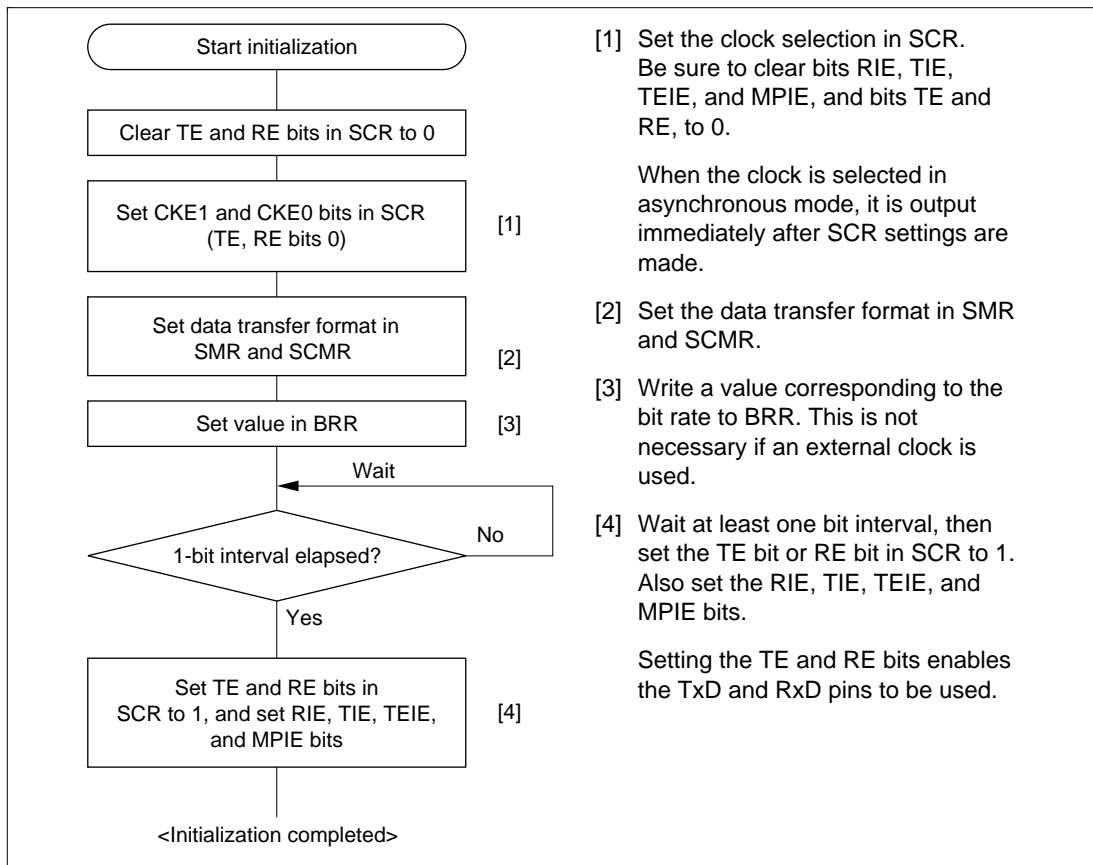 Start initialization
Clear TE and RE bits in SCR to 0
Set CKE1 and CKE0 bits in SCR
(TE, RE bits 0)
[1]
Set data transfer format in
SMR and SCMR
[2]
Set value in BRR
[3]
Wait
1-bit interval elapsed?
No
Yes
Set TE and RE bits in
SCR to 1, and set RIE, TIE, TEIE,
and MPIE bits
[4]
<Initialization completed>
[1] Set the clock selection in SCR.
Be sure to clear bits RIE, TIE,
TEIE, and MPIE, and bits TE and
RE, to 0.
When the clock is selected in
asynchronous mode, it is output
immediately after SCR settings are
made.
[2] Set the data transfer format in SMR
and SCMR.
[3] Write a value corresponding to the
bit rate to BRR. This is not
necessary if an external clock is
used.
[4] Wait at least one bit interval, then
set the TE bit or RE bit in SCR to 1.
Also set the RIE, TIE, TEIE, and
MPIE bits.
Setting the TE and RE bits enables
the TxD and RxD pins to be used.